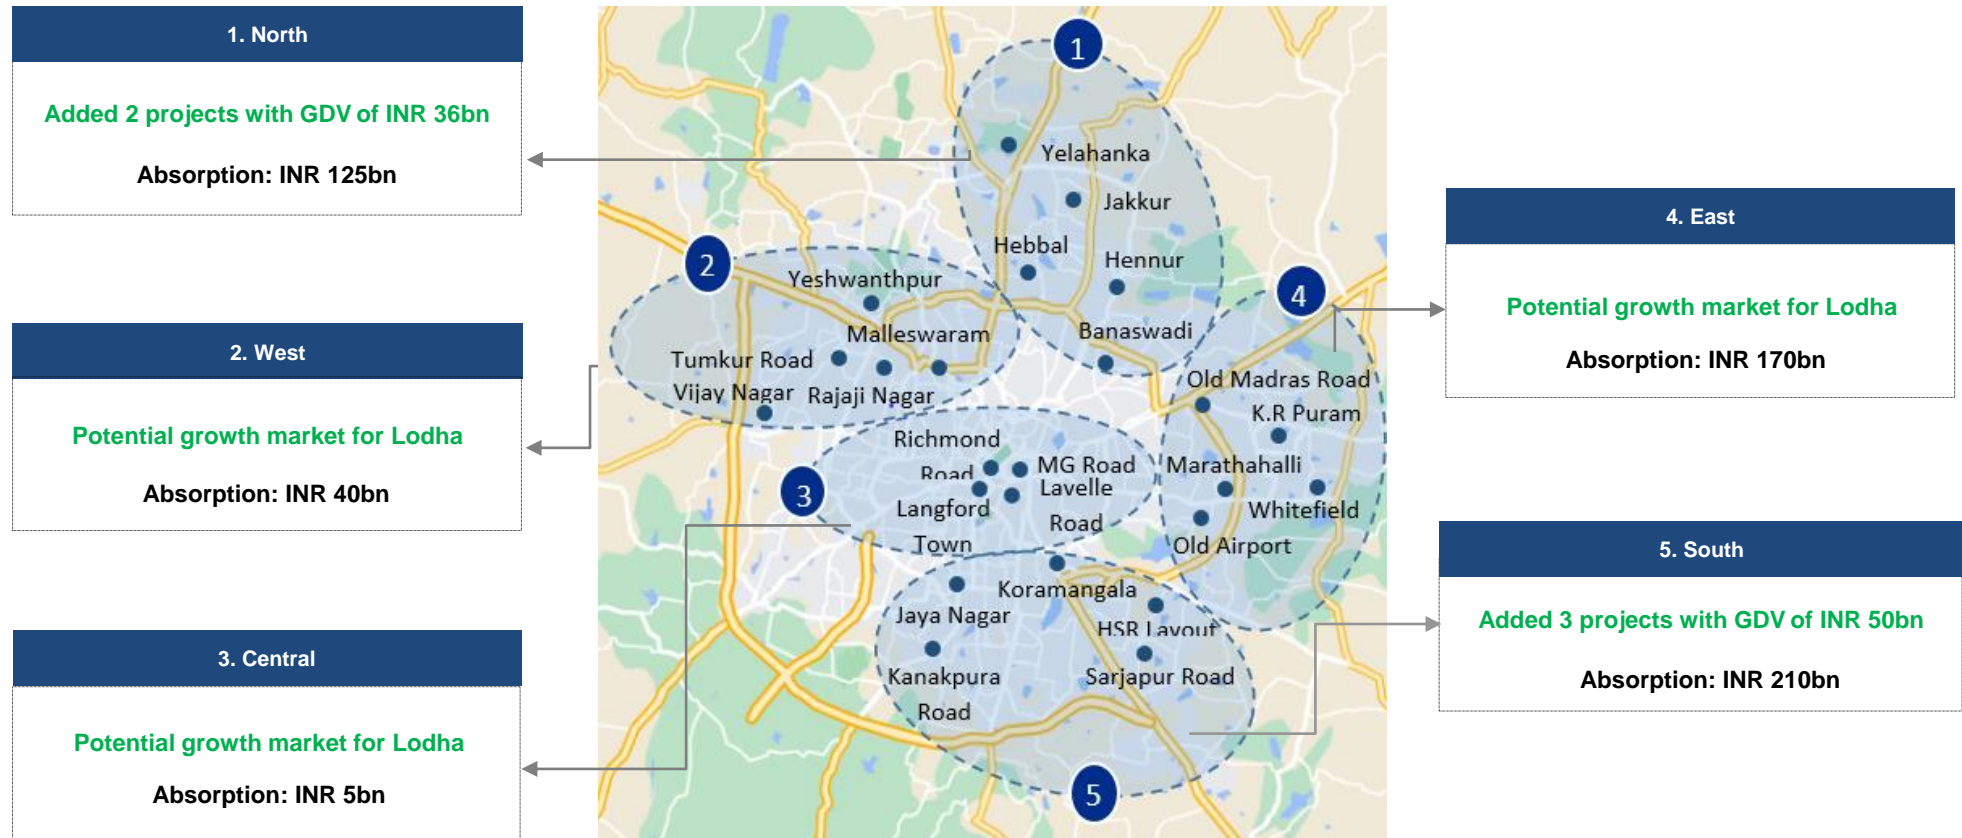 1. North
Added 2 projects with GDV of INR 36bn
Absorption: INR 125bn
2. West
Potential growth market for Lodha
Absorption: INR 40bn
3. Central
Potential growth market for Lodha
Absorption: INR 5bn
1
Yelahanka
Jakkur
Hebbal
Hennur
Banaswadi
2
Yeshwanthpur
Malleswaram
Tumkur Road
Vijay Nagar
Rajaji Nagar
3
Richmond
Road
MG Road
Lavelle
Road
Langford
Town
4
Old Madras Road
K.R Puram
Marathahalli
Whitefield
Old Airport
Koramangala
Jaya Nagar
HSR Layout
Kanakpura
Road
Sarjapur Road
5
4. East
Potential growth market for Lodha
Absorption: INR 170bn
5. South
Added 3 projects with GDV of INR 50bn
Absorption: INR 210bn